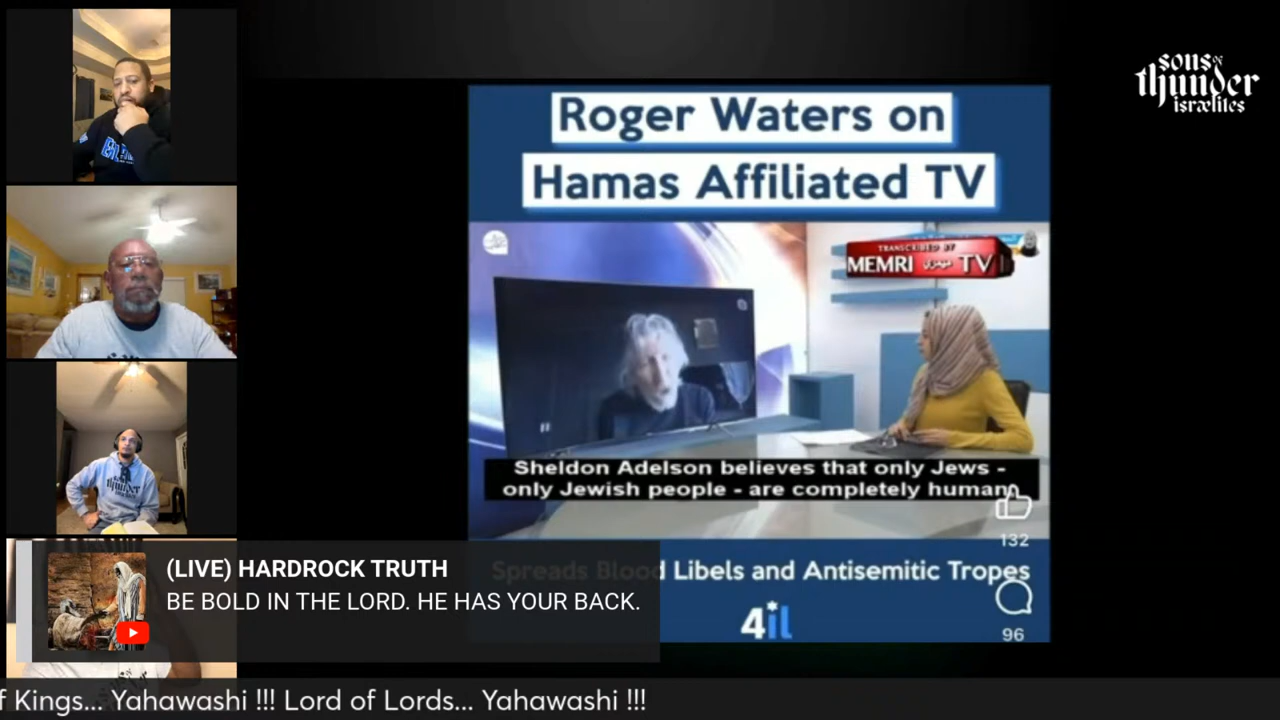 sons of
thunder
israelites
Roger Waters on
Hamas Affiliated TV
TRANSCRIBED BY
MEMRI TV
Sheldon Adelson believes that only Jews -
only Jewish people - are completely human,
132
Spreads Blood Libels and Antisemitic Tropes
4il
96
(LIVE) HARDROCK TRUTH
BE BOLD IN THE LORD. HE HAS YOUR BACK.
f Kings... Yahawashi !!! Lord of Lords... Yahawashi !!!